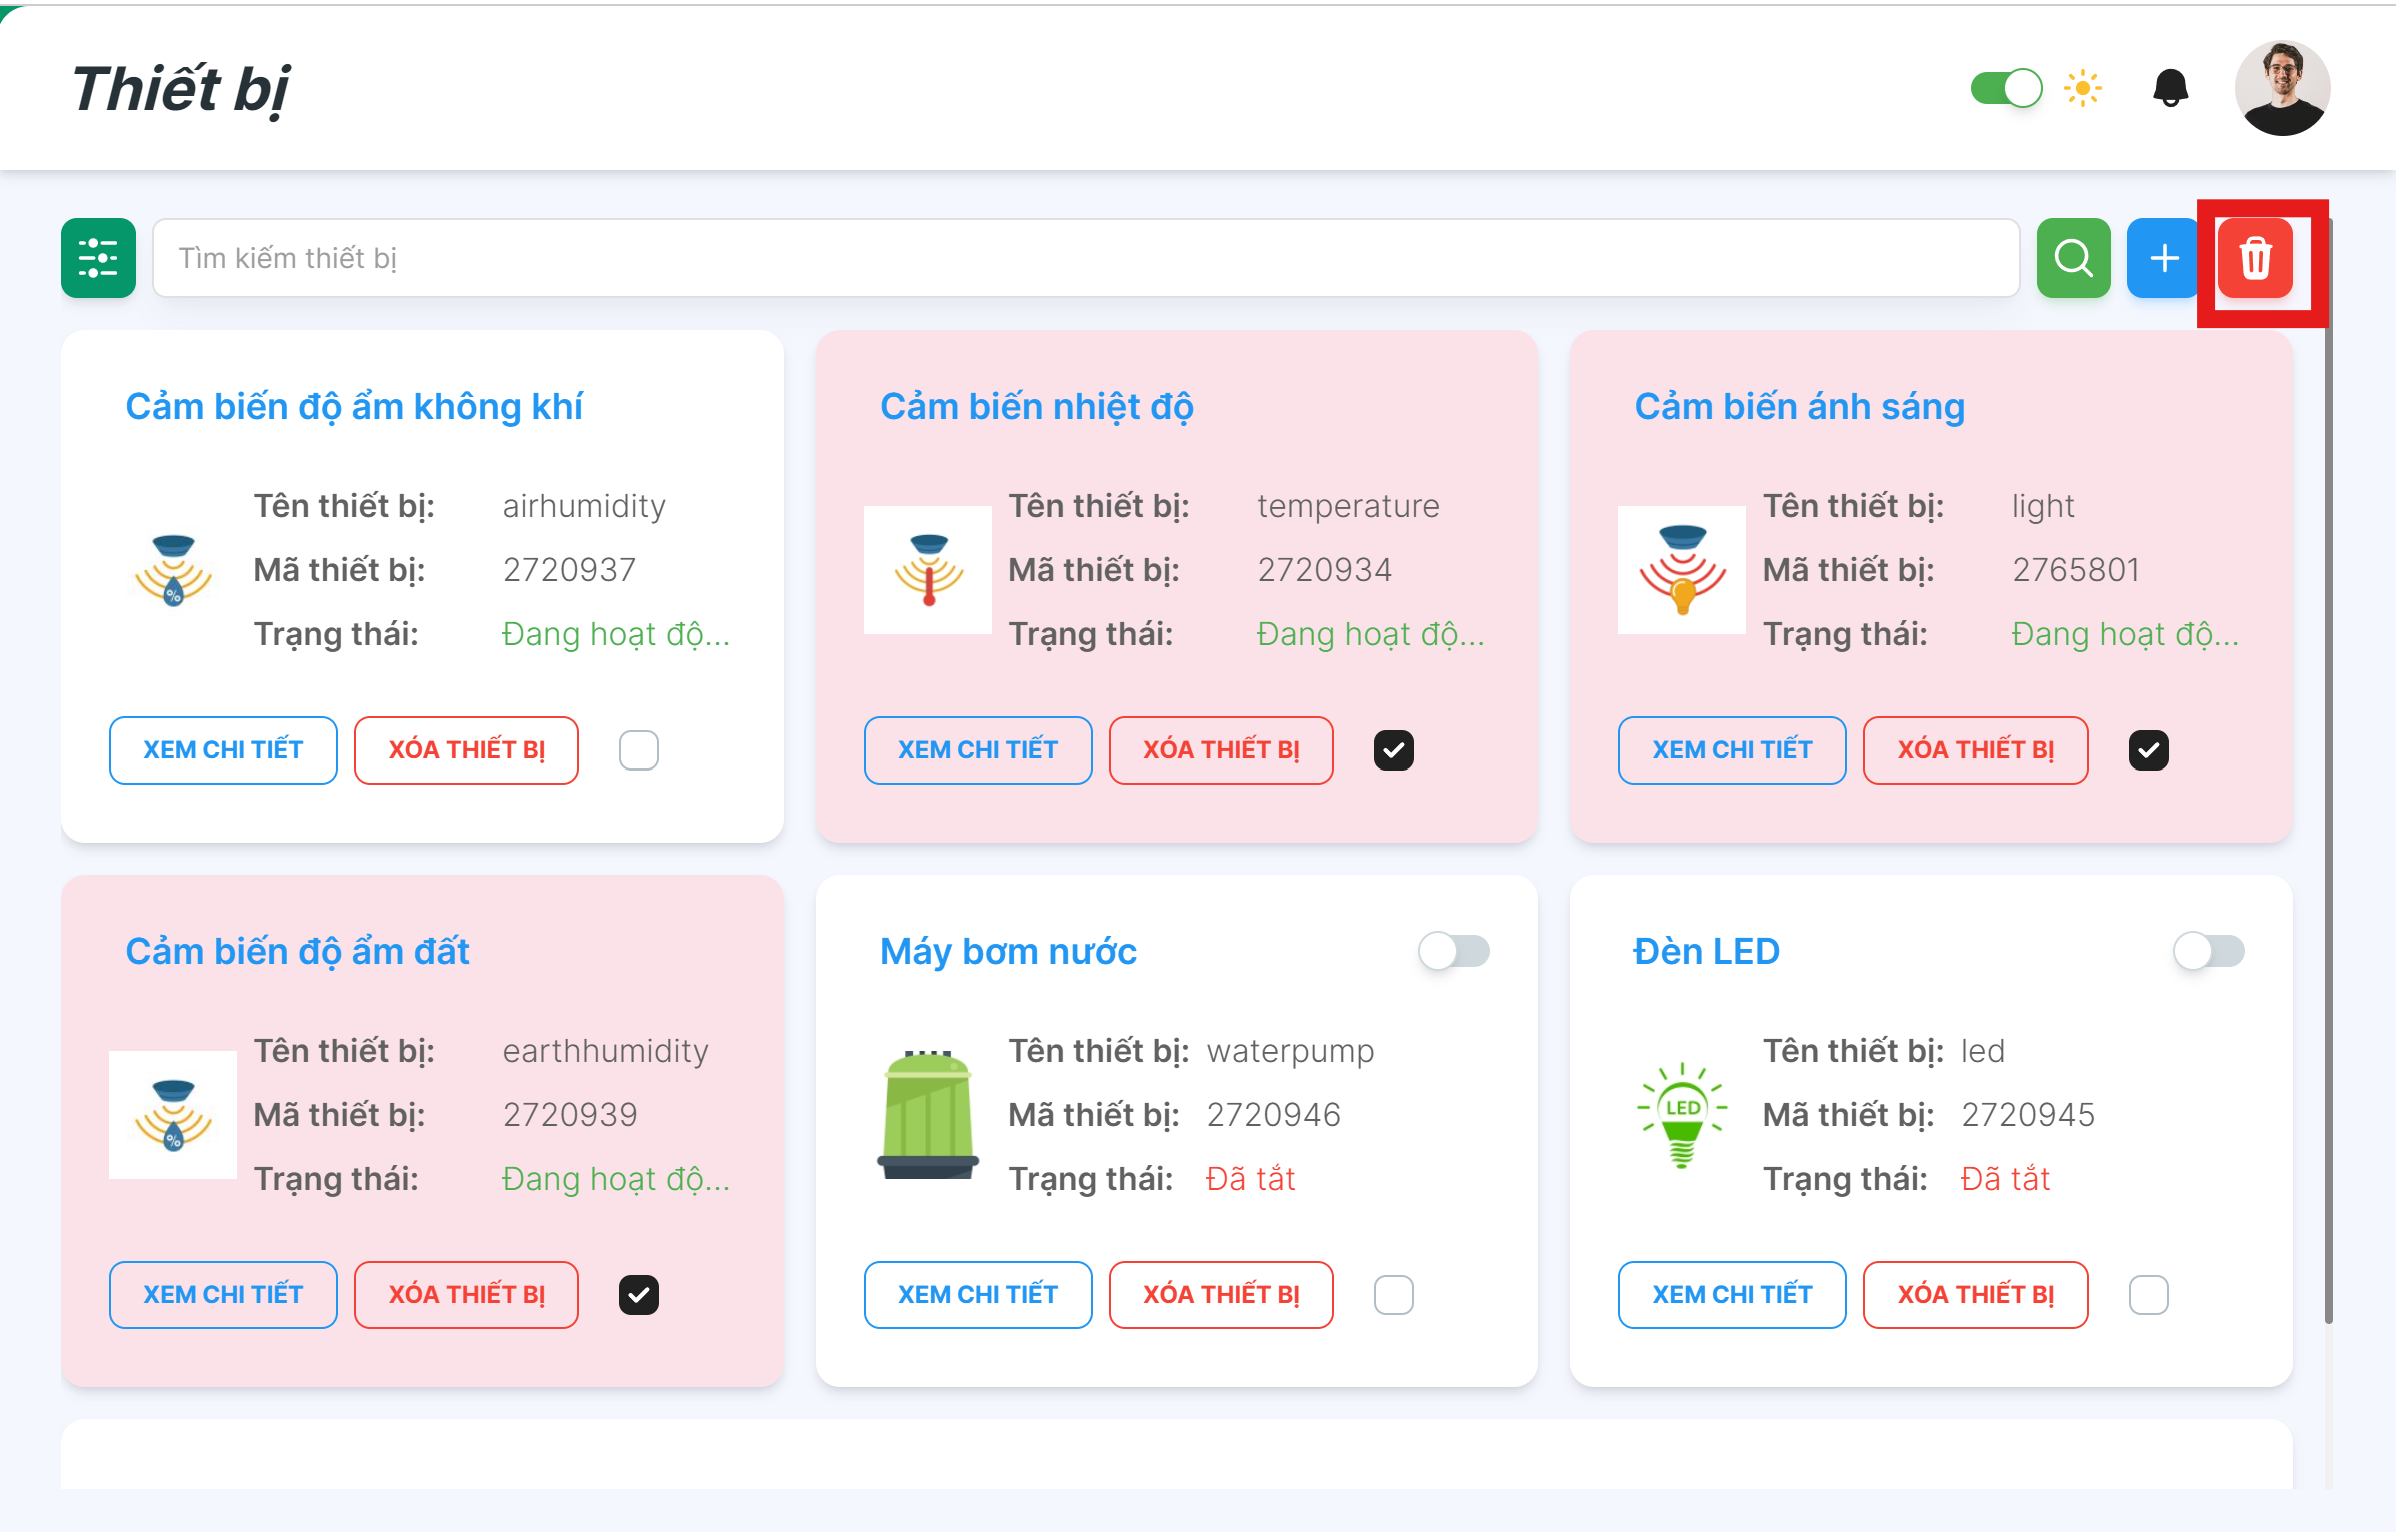 Thiết bị
Tìm kiếm thiết bị
Cảm biến độ ẩm không khí
Tên thiết bị: airhumidity
Mã thiết bị: 2720937
Trạng thái: Đang hoạt độ...
XEM CHI TIẾT XÓA THIẾT BỊ
Cảm biến nhiệt độ
Tên thiết bị: temperature
Mã thiết bị: 2720934
Trạng thái: Đang hoạt độ...
XEM CHI TIẾT XÓA THIẾT BỊ
Cảm biến ánh sáng
Tên thiết bị: light
Mã thiết bị: 2765801
Trạng thái: Đang hoạt độ...
XEM CHI TIẾT XÓA THIẾT BỊ
Cảm biến độ ẩm đất
Tên thiết bị: earthhumidity
Mã thiết bị: 2720939
Trạng thái: Đang hoạt độ...
XEM CHI TIẾT XÓA THIẾT BỊ
Máy bơm nước
Tên thiết bị: waterpump
Mã thiết bị: 2720946
Trạng thái: Đã tắt
XEM CHI TIẾT XÓA THIẾT BỊ
Đèn LED
LED
Tên thiết bị: led
Mã thiết bị: 2720945
Trạng thái: Đã tắt
XEM CHI TIẾT XÓA THIẾT BỊ